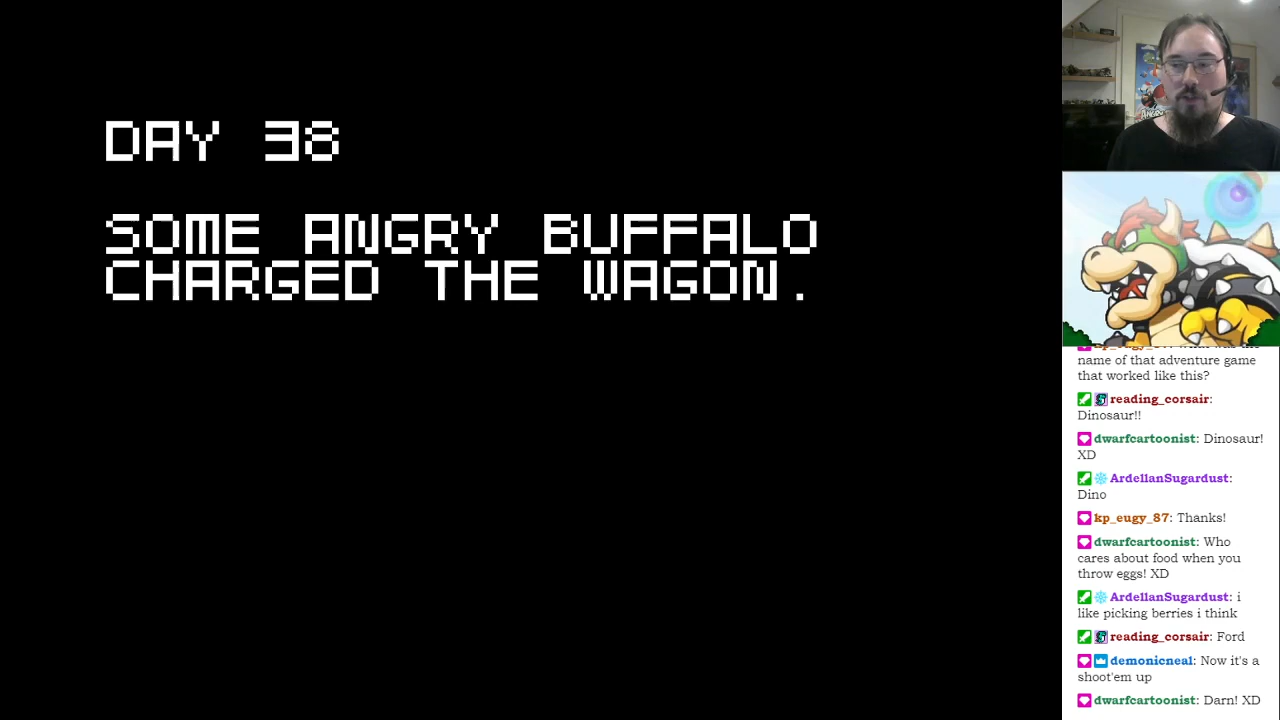 DAY 38
SOME ANGRY BUFFALO
CHARGED THE WAGON.
name of that adventure game
that worked like this?
reading_corsair:
Dinosaur!!
dwarfcartoonist: Dinosaur!
XD
ArdellanSugardust:
Dino
kp_eugy_87: Thanks!
dwarfcartoonist: Who
cares about food when you
throw eggs! XD
ArdellanSugardust: i
like picking berries i think
reading_corsair: Ford
demonicneal: Now it's a
shoot'em up
dwarfcartoonist: Darn! XD